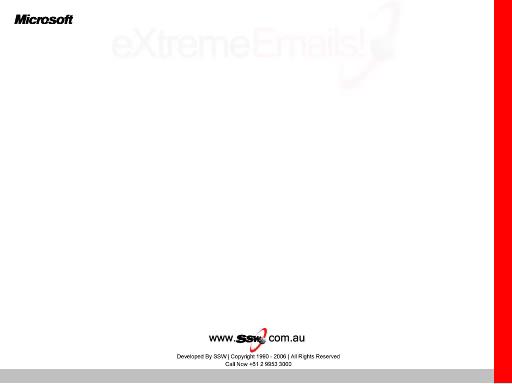 Microsoft
eXtremeEmails!
www.SSW.com.au
Developed By SSW | Copyright 1990 - 2006 | All Rights Reserved
Call Now +61 2 9953 3000